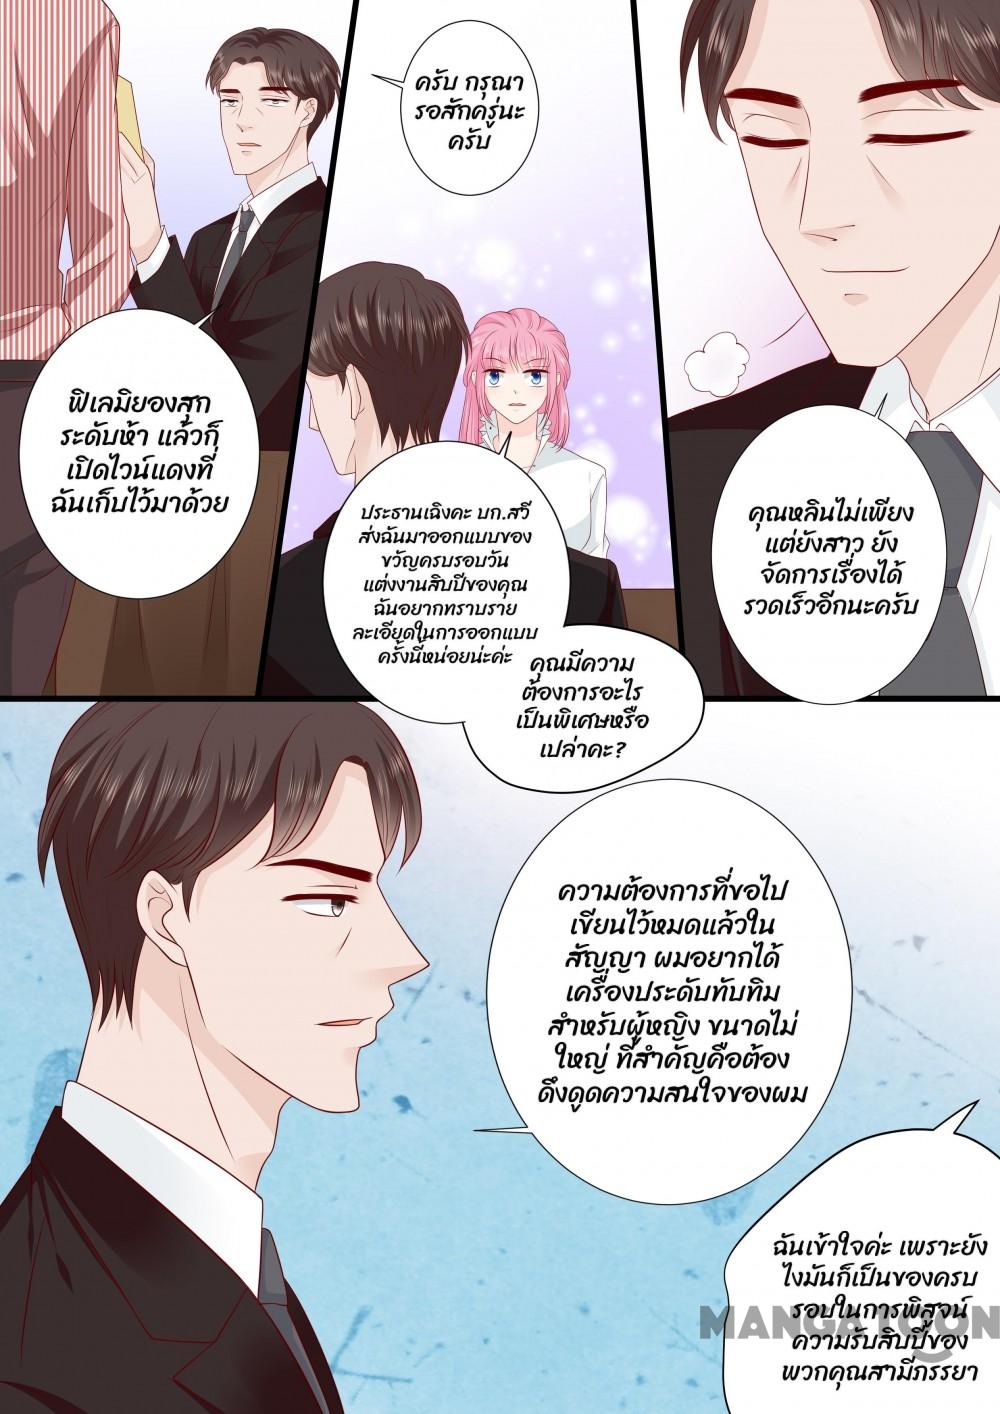 ฟิเลมิยองสุก
ระดับห้า แล้วก็
เปิดไวน์แดงที่
ฉันเก็บไว้มาด้วย
ครับ กรุณา
รอสักครู่นะ
ครับ
ประธานเฉิงคะ บก.สวี
ส่งฉันมาออกแบบของ
ขวัญครบรอบวัน
แต่งงานสิบปีของคุณ
ฉันอยากทราบราย
ละเอียดในการออกแบบ
ครั้งนี้หน่อยน่ะค่ะ
คุณมีความ
ต้องการอะไร
เป็นพิเศษหรือ
เปล่าคะ?
คุณหลินไม่เพียง
แต่ยังสาว ยัง
จัดการเรื่องได้
รวดเร็วอีกนะครับ
ความต้องการที่ขอไป
เขียนไว้หมดแล้วใน
สัญญา ผมอยากได้
เครื่องประดับทับทิม
สำหรับผู้หญิง ขนาดไม่
ใหญ่ ที่สำคัญคือต้อง
ดึงดูดความสนใจของผม
ฉันเข้าใจค่ะ เพราะยัง
ไงมันก็เป็นของครบ
รอบในการพิสูจน์
ความรับสิบปีของ
พวกคุณสามีภรรยา
MANGATOON